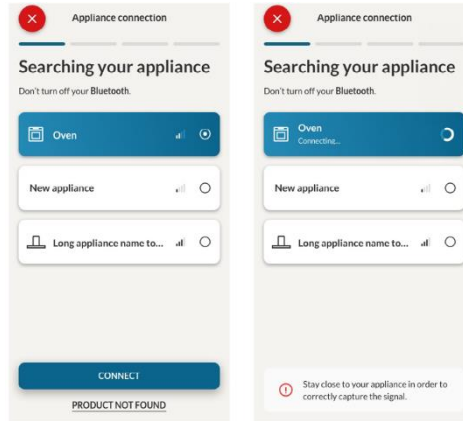 Appliance connection
Searching your appliance
Don't turn off your Bluetooth.
Oven
New appliance
Long appliance name to...
CONNECT
PRODUCT NOT FOUND
Appliance connection
Searching your appliance
Don't turn off your Bluetooth.
Oven
Connecting...
New appliance
Long appliance name to...
Stay close to your appliance in order to
correctly capture the signal.